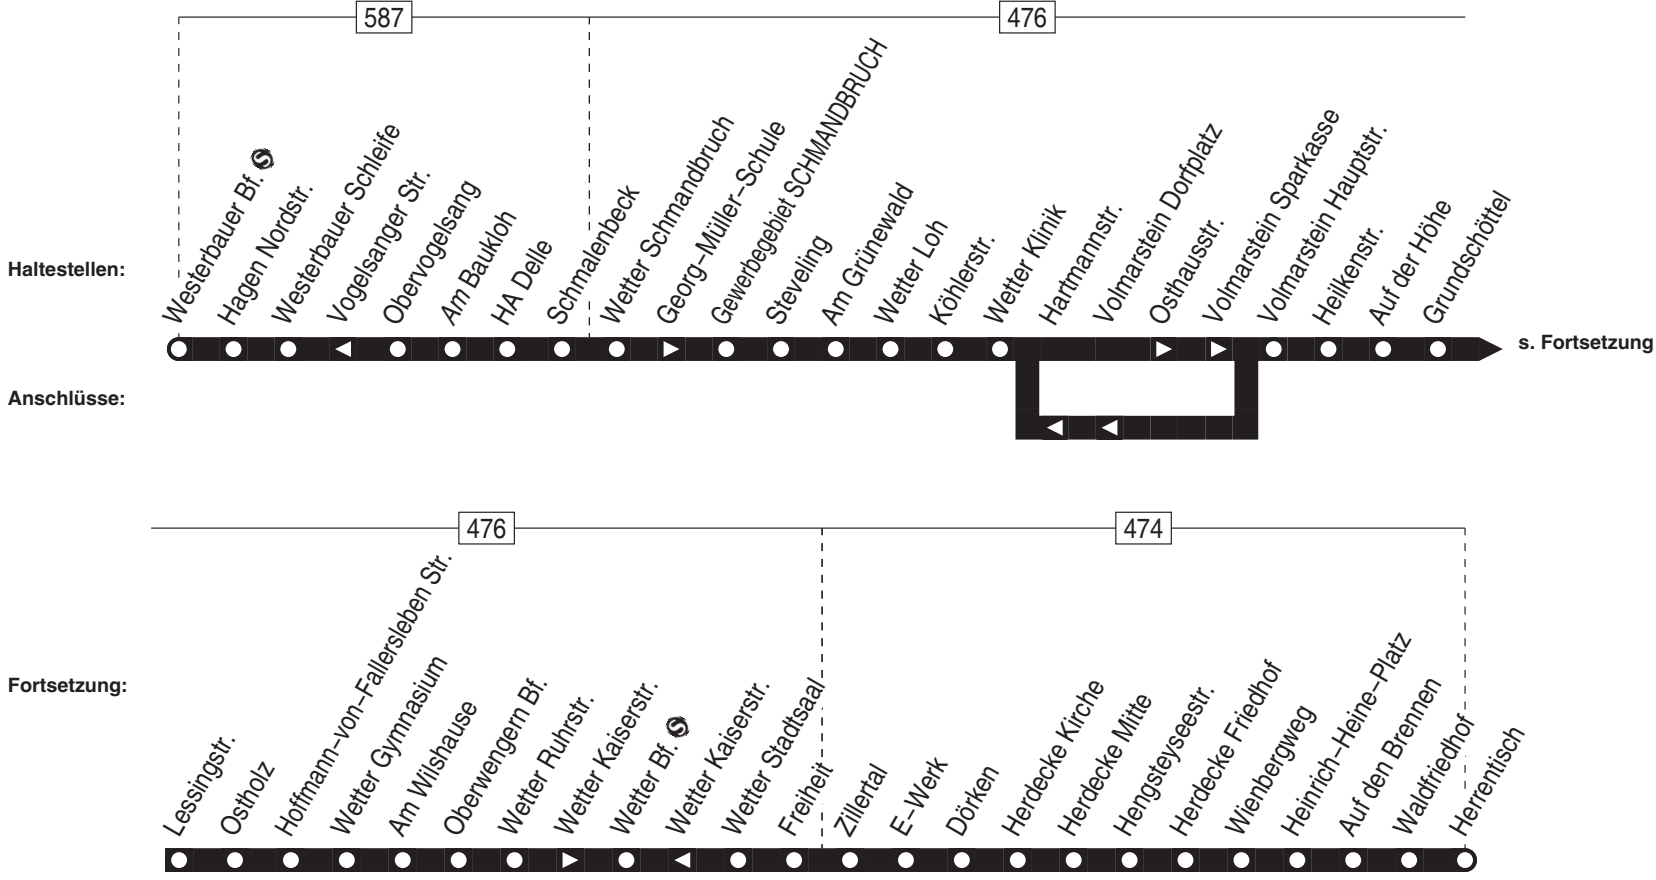 587
476
Haltestellen:
Westerbauer Bf. S
Hagen Nordstr.
Westerbauer Schleife
Vogelsanger Str.
Obervogelsang
Am Baukloh
HA Delle
Schmalenbeck
Wetter Schmandbruch
Georg-Müller-Schule
Gewerbegebiet SCHMANDBRUCH
Steveling
Am Grünewald
Wetter Loh
Köhlerstr.
Wetter Klinik
Hartmannstr.
Volmarstein Dorfplatz
Osthausstr.
Volmarstein Sparkasse
Volmarstein Hauptstr.
Heilkenstr.
Auf der Höhe
Grundschöttel
s. Fortsetzung
Anschlüsse:
476
474
Fortsetzung:
Lessingstr.
Ostholz
Hoffmann-von-Fallersleben Str.
Wetter Gymnasium
Am Wilshause
Oberwengern Bf.
Wetter Ruhrstr.
Wetter Kaiserstr.
Wetter Bf. S
Wetter Kaiserstr.
Wetter Stadtsaal
Freiheit
Zillertal
E-Werk
Dörken
Herdecke Kirche
Herdecke Mitte
Hengsteyseestr.
Herdecke Friedhof
Wienbergweg
Heinrich-Heine-Platz
Auf den Brennen
Waldfriedhof
Herrentisch